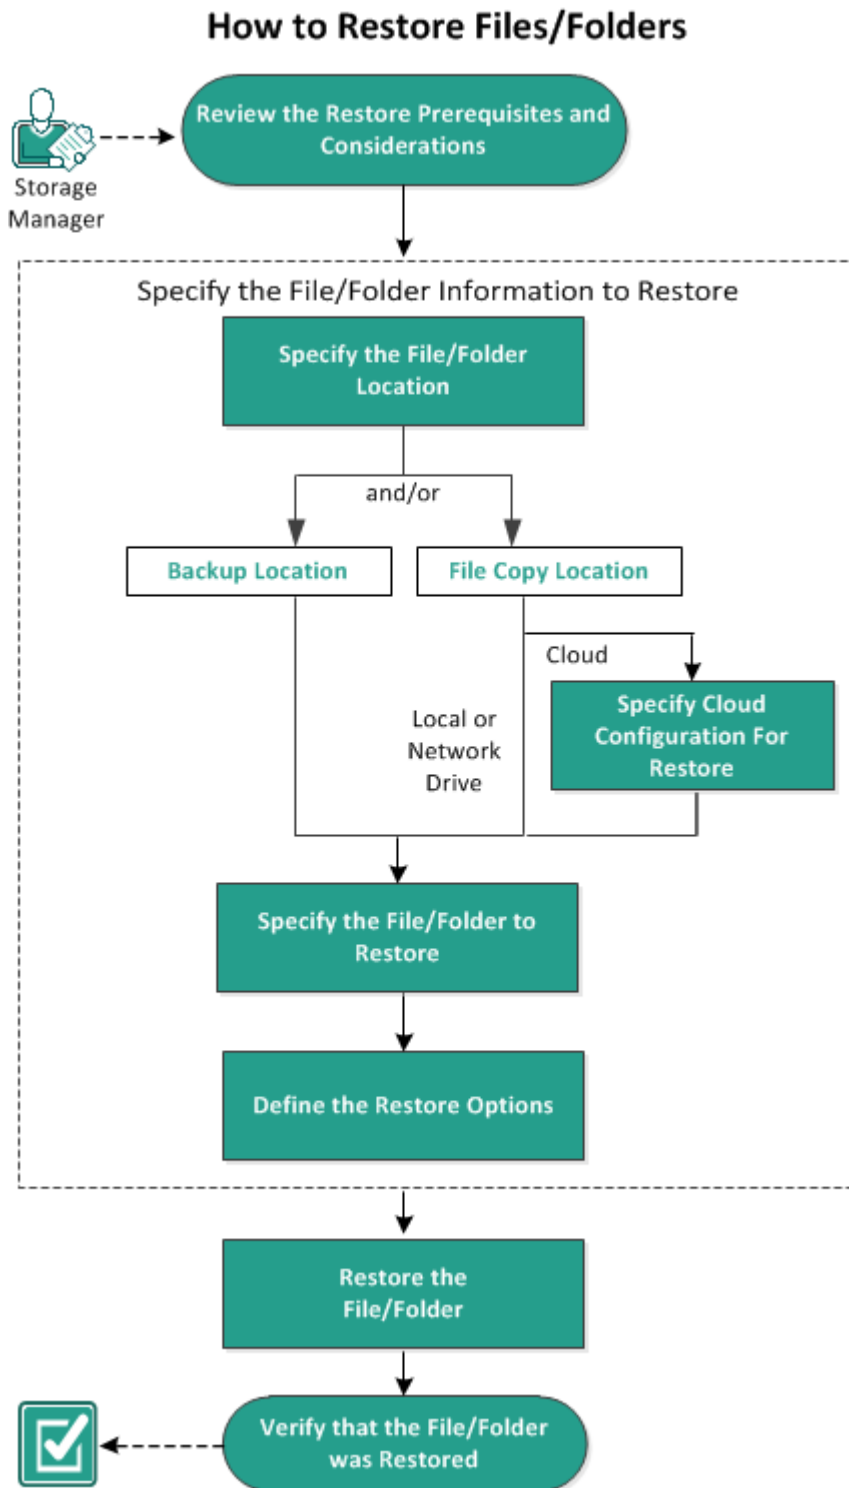 How to Restore Files/Folders
Review the Restore Prerequisites and
Considerations
Storage
Manager
Specify the File/Folder Information to Restore
Specify the File/Folder
Location
and/or
Backup Location
File Copy Location
Cloud
Specify Cloud
Configuration For
Restore
Local or
Network
Drive
Specify the File/Folder to
Restore
Define the Restore Options
Restore the
File/Folder
Verify that the File/Folder
was Restored